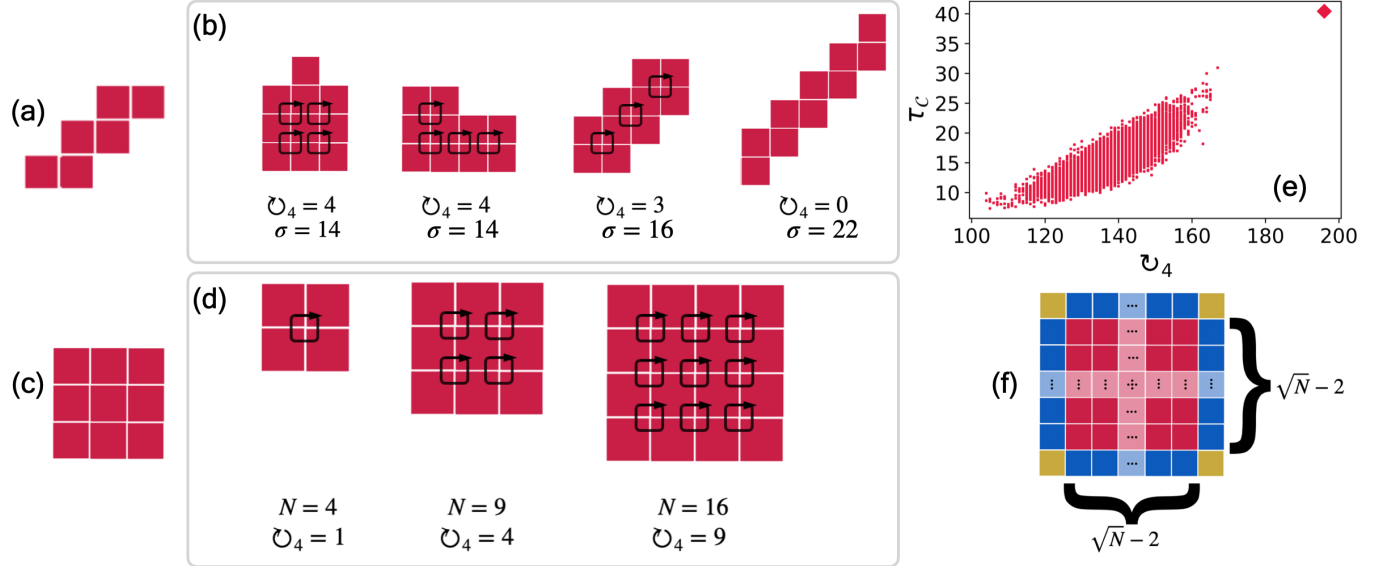 (a)
(b)
↻₄ = 4
σ = 14
↻₄ = 4
σ = 14
↻₄ = 3
σ = 16
↻₄ = 0
σ = 22
(c)
(d)
N = 4
↻₄ = 1
N = 9
↻₄ = 4
N = 16
↻₄ = 9
τ_C
40
35
30
25
20
15
10
(e)
100 120 140 160 180 200
↻₄
(f)
... 
...
...
⋮ ⋮ ⋮ ⁘ ⋮ ⋮ ⋮
...
...
...
√N − 2
√N − 2